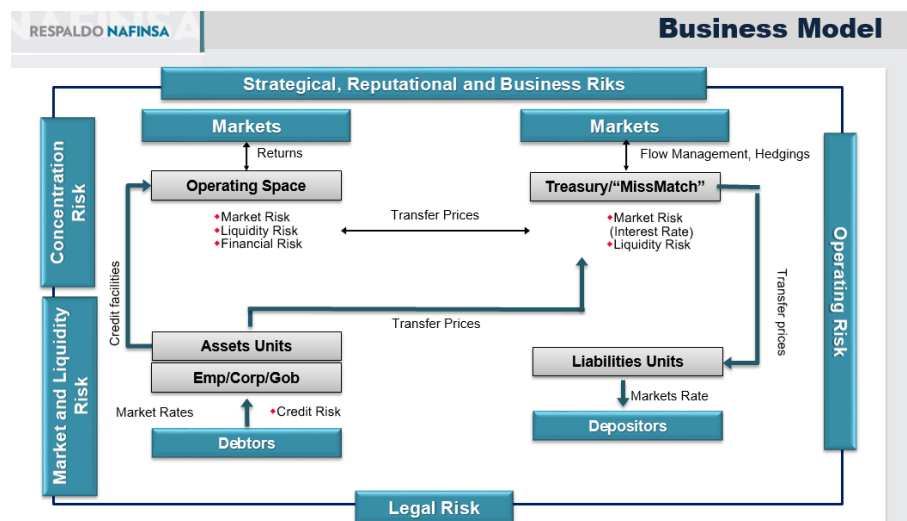 RESPALDO NAFINSA
Business Model
Strategical, Reputational and Business Riks
Markets
Markets
Returns
Flow Management, Hedgings
Concentration
Risk
Operating Space
Treasury/“MissMatch”
◆Market Risk
◆Liquidity Risk
◆Financial Risk
Transfer Prices
◆Market Risk
(Interest Rate)
◆Liquidity Risk
Operating Risk
Credit facilities
Transfer prices
Transfer Prices
Market and Liquidity
Risk
Assets Units
Emp/Corp/Gob
Liabilities Units
Market Rates
◆Credit Risk
Markets Rate
Debtors
Depositors
Legal Risk